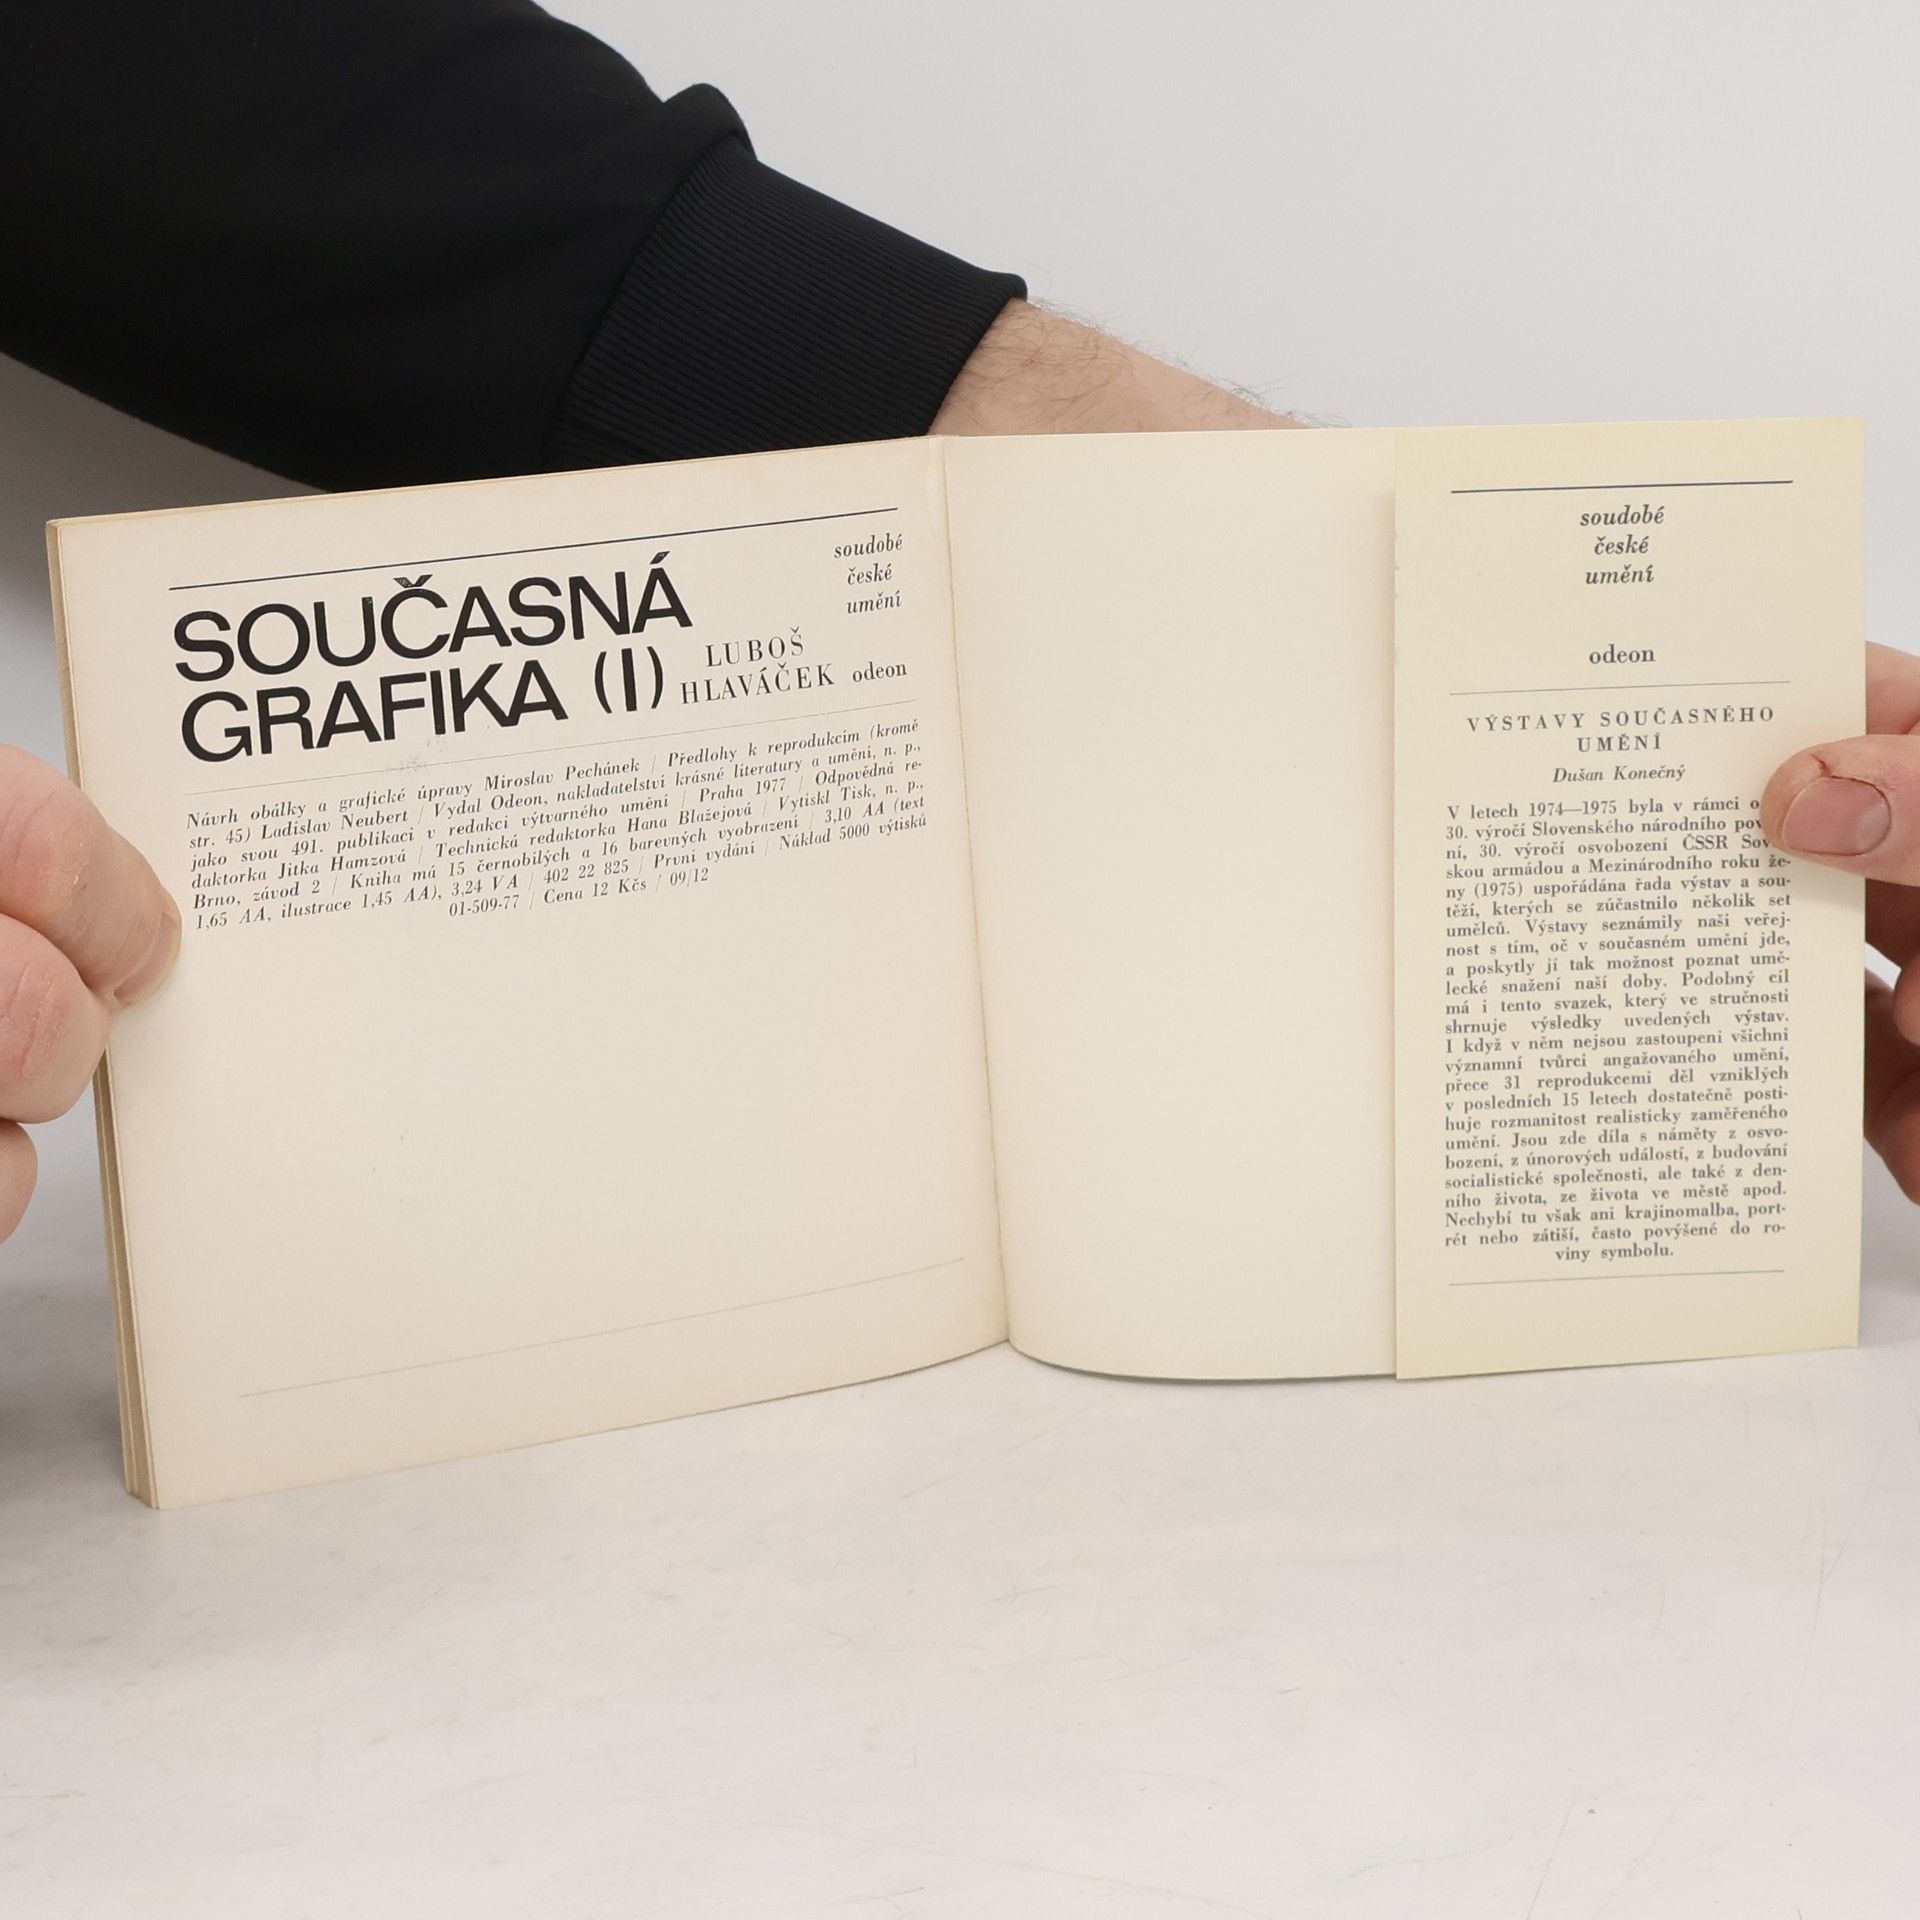 SOUČASNÁ
GRAFIKA (I)
LUBOŠ
HLAVÁČEK
soudobé
české
umění
odeon
Návrh obálky a grafické úpravy Miroslav Pechánek / Předlohy k reprodukcím (kromě
str. 45) Ladislav Neubert / Vydal Odeon, nakladatelství krásné literatury a umění, n. p.,
jako svou 491. publikaci v redakci výtvarného umění / Praha 1977 / Odpovědná re-
daktorka Jitka Hamzová / Technická redaktorka Hana Blažejová / Vytiskl Tisk, n. p.,
Brno, závod 2 / Kniha má 15 černobílých a 16 barevných vyobrazení / 3,10 AA (text
1,65 AA, ilustrace 1,45 AA), 3,24 VA / 402 22 825 / První vydání / Náklad 5000 výtisků
01-509-77 / Cena 12 Kčs / 09/12
soudobé
české
umění
odeon
VÝSTAVY SOUČASNÉHO
UMĚNÍ
Dušan Konečný
V letech 1974—1975 byla v rámci
30. výročí Slovenského národního
ní, 30. výročí osvobození ČSSR
skou armádou a Mezinárodního roku že-
ny (1975) uspořádána řada výstav a sou-
těží, kterých se zúčastnilo několik set
umělců. Výstavy seznámily naši veřej-
nost s tím, oč v současném umění jde,
a poskytly jí tak možnost poznat umě-
lecké snažení naší doby. Podobný cíl
má i tento svazek, který ve stručnosti
shrnuje výsledky uvedených výstav.
I když v něm nejsou zastoupeni všichni
významní tvůrci angažovaného umění,
přece 31 reprodukcemi děl vzniklých
v posledních 15 letech dostatečně posti-
huje rozmanitost realisticky zaměřeného
umění. Jsou zde díla s náměty z osvo-
bození, z únorových událostí, z budování
socialistické společnosti, ale také z den-
ního života, ze života ve městě apod.
Nechybí tu však ani krajinomalba, port-
rét nebo zátiší, často povýšené do ro-
viny symbolu.